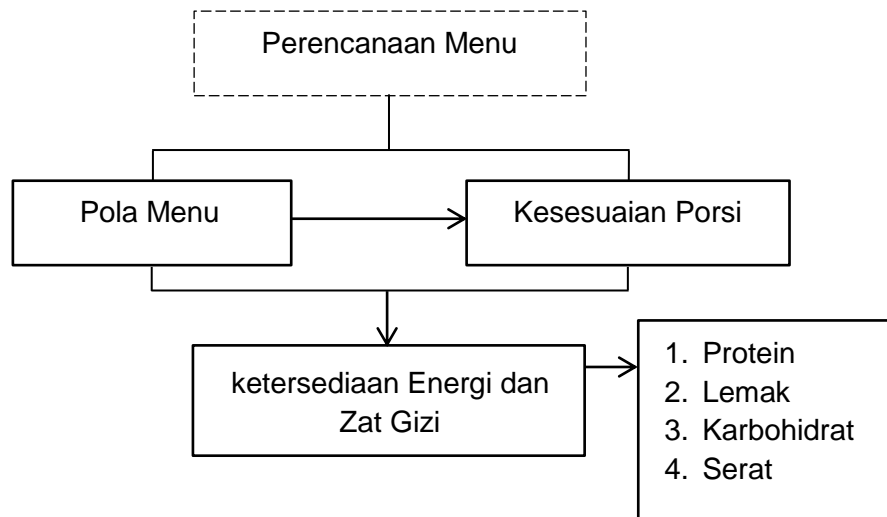 Perencanaan Menu
Pola Menu
Kesesuaian Porsi
ketersediaan Energi dan
Zat Gizi
1. Protein
2. Lemak
3. Karbohidrat
4. Serat